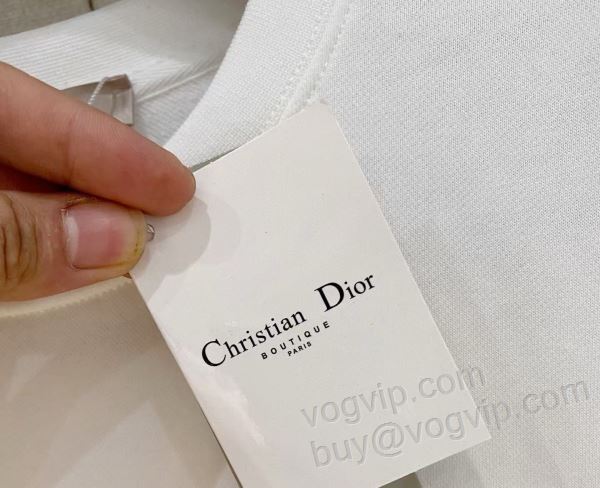 Christian Dior
BOUTIQUE
PARIS
vogvip.com
buy@vogvip.com